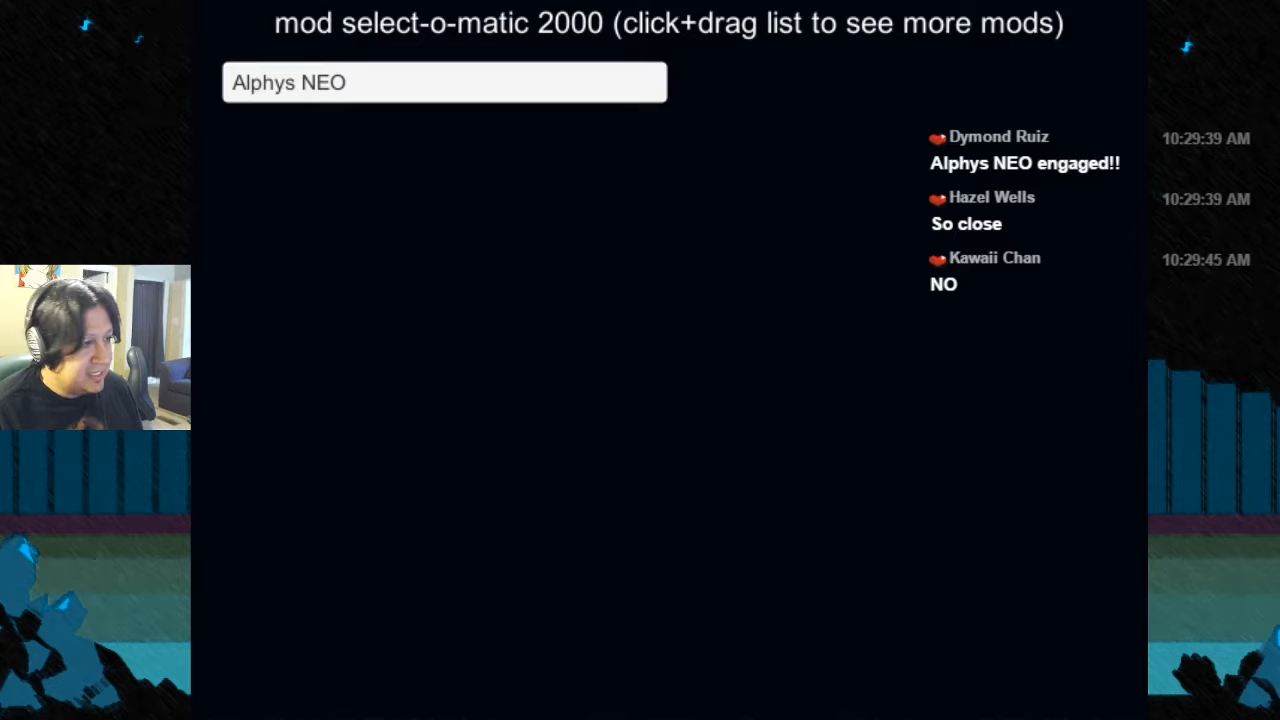 mod select-o-matic 2000 (click+drag list to see more mods)
Alphys NEO
Dymond Ruiz 10:29:39 AM
Alphys NEO engaged!!
Hazel Wells 10:29:39 AM
So close
Kawaii Chan 10:29:45 AM
NO